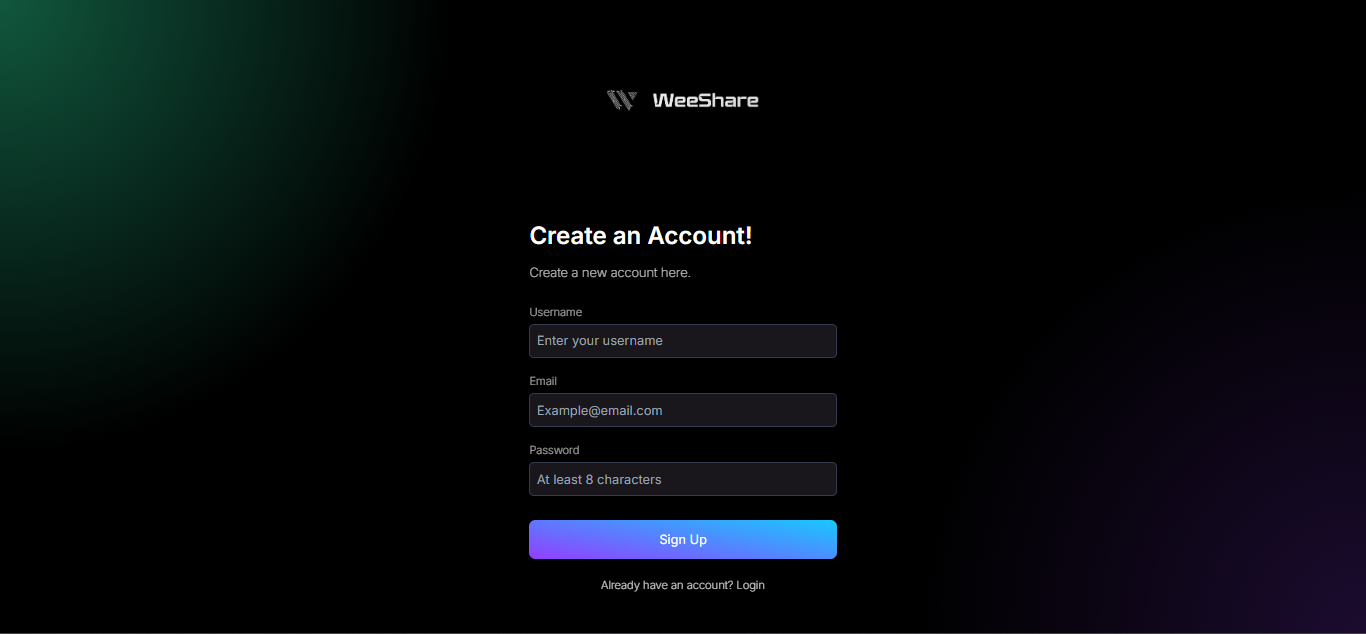 WeeShare
Create an Account!
Create a new account here.
Username
Enter your username
Email
Example@email.com
Password
At least 8 characters
Sign Up
Already have an account? Login